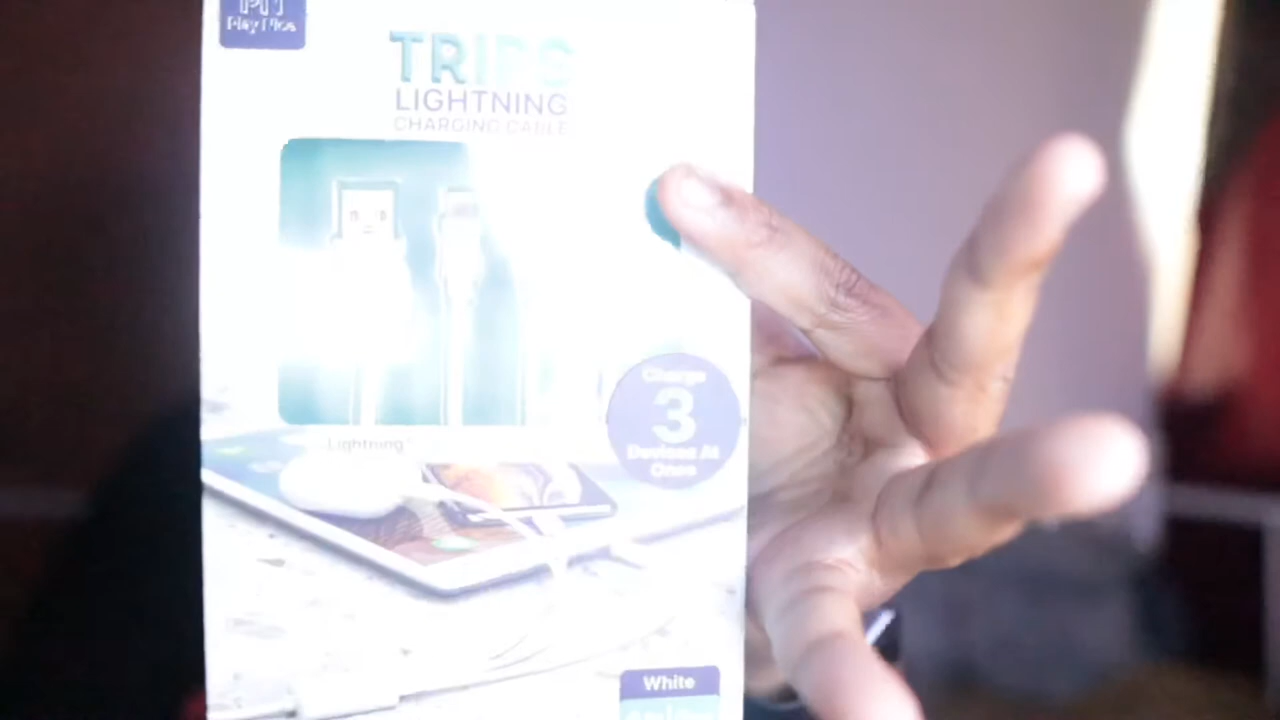 TRIPS
LIGHTNING
CHARGING CABLE
Lightning
Charge
3
Devices At
Once
White